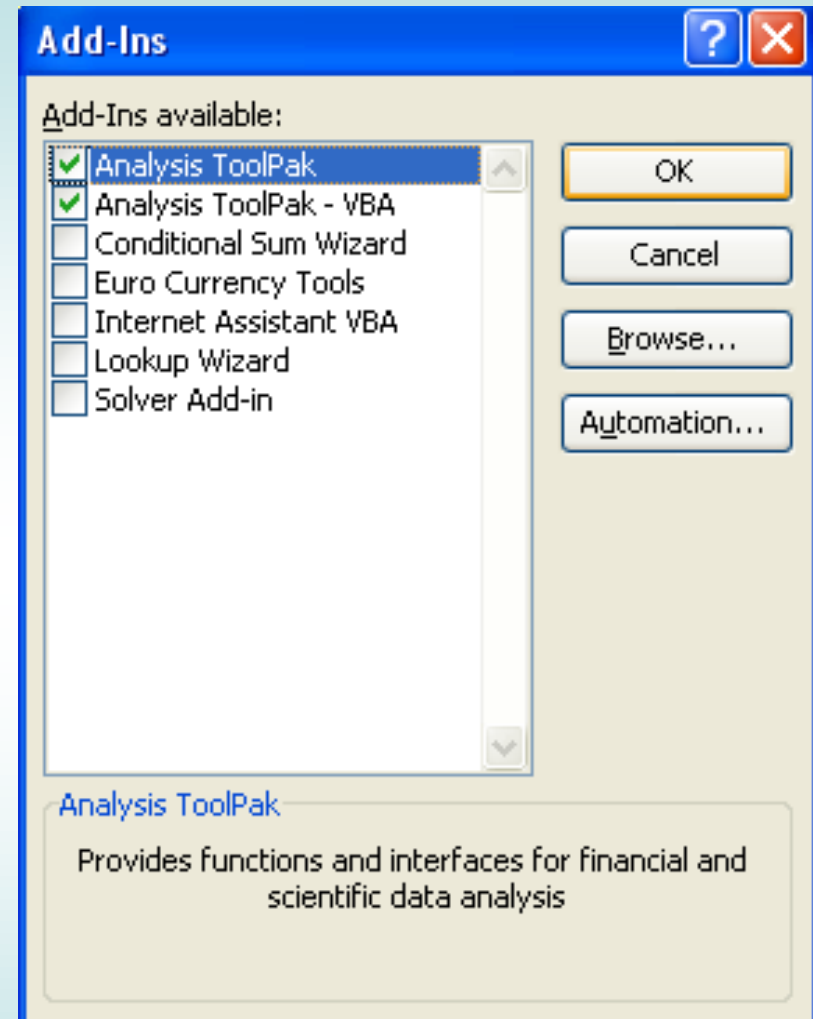 Add-Ins
Add-Ins available:
Analysis ToolPak
Analysis ToolPak - VBA
Conditional Sum Wizard
Euro Currency Tools
Internet Assistant VBA
Lookup Wizard
Solver Add-in
OK
Cancel
Browse...
Automation...
Analysis ToolPak
Provides functions and interfaces for financial and
scientific data analysis